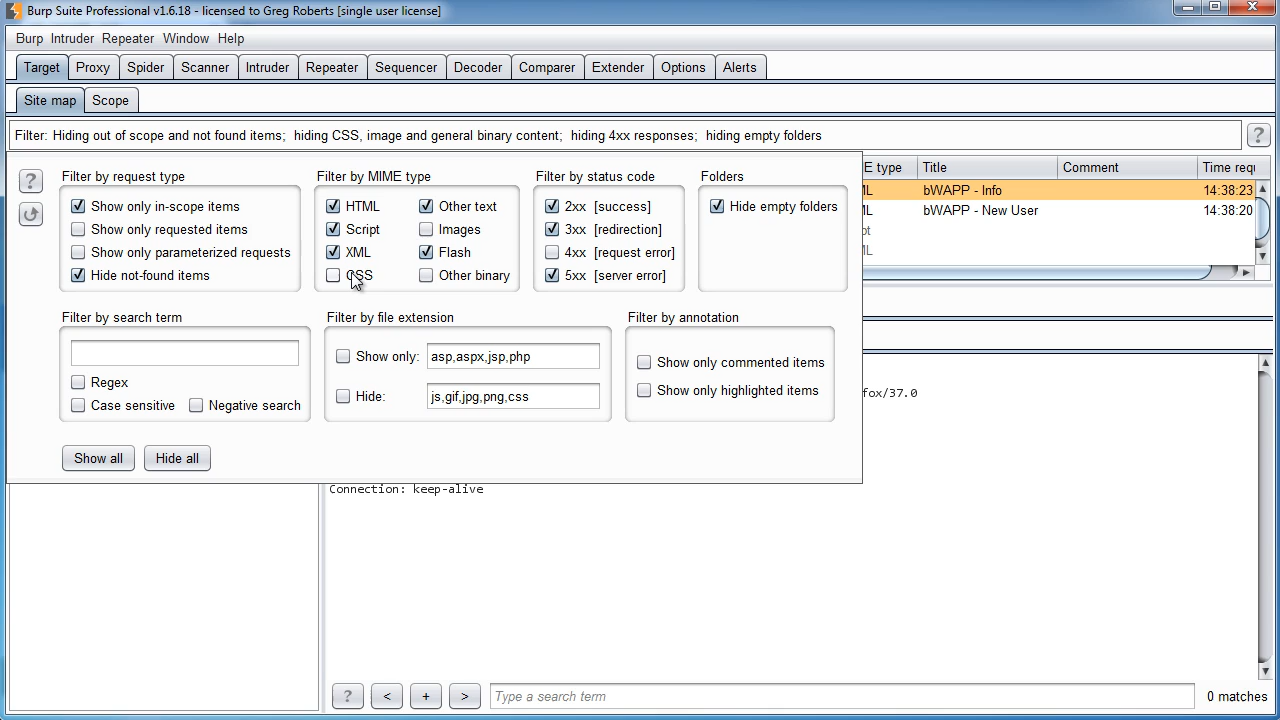 Burp Suite Professional v1.6.18 - licensed to Greg Roberts [single user license]
Burp Intruder Repeater Window Help
Target Proxy Spider Scanner Intruder Repeater Sequencer Decoder Comparer Extender Options Alerts
Site map Scope
Filter: Hiding out of scope and not found items; hiding CSS, image and general binary content; hiding 4xx responses; hiding empty folders ?
E type Title Comment Time requ
? Filter by request type Filter by MIME type Filter by status code Folders
ML bWAPP - Info 14:38:23
Show only in-scope items HTML Other text 2xx [success] Hide empty folders
ML bWAPP - New User 14:38:20
Show only requested items Script Images 3xx [redirection]
pt
Show only parameterized requests XML Flash 4xx [request error]
ML
Hide not-found items CSS Other binary 5xx [server error]
Filter by search term Filter by file extension Filter by annotation
Show only: asp,aspx,jsp,php Show only commented items
Regex Show only highlighted items
Hide: js,gif,jpg,png,css
fox/37.0
Case sensitive Negative search
Show all Hide all
Connection: keep-alive
? < + > Type a search term 0 matches